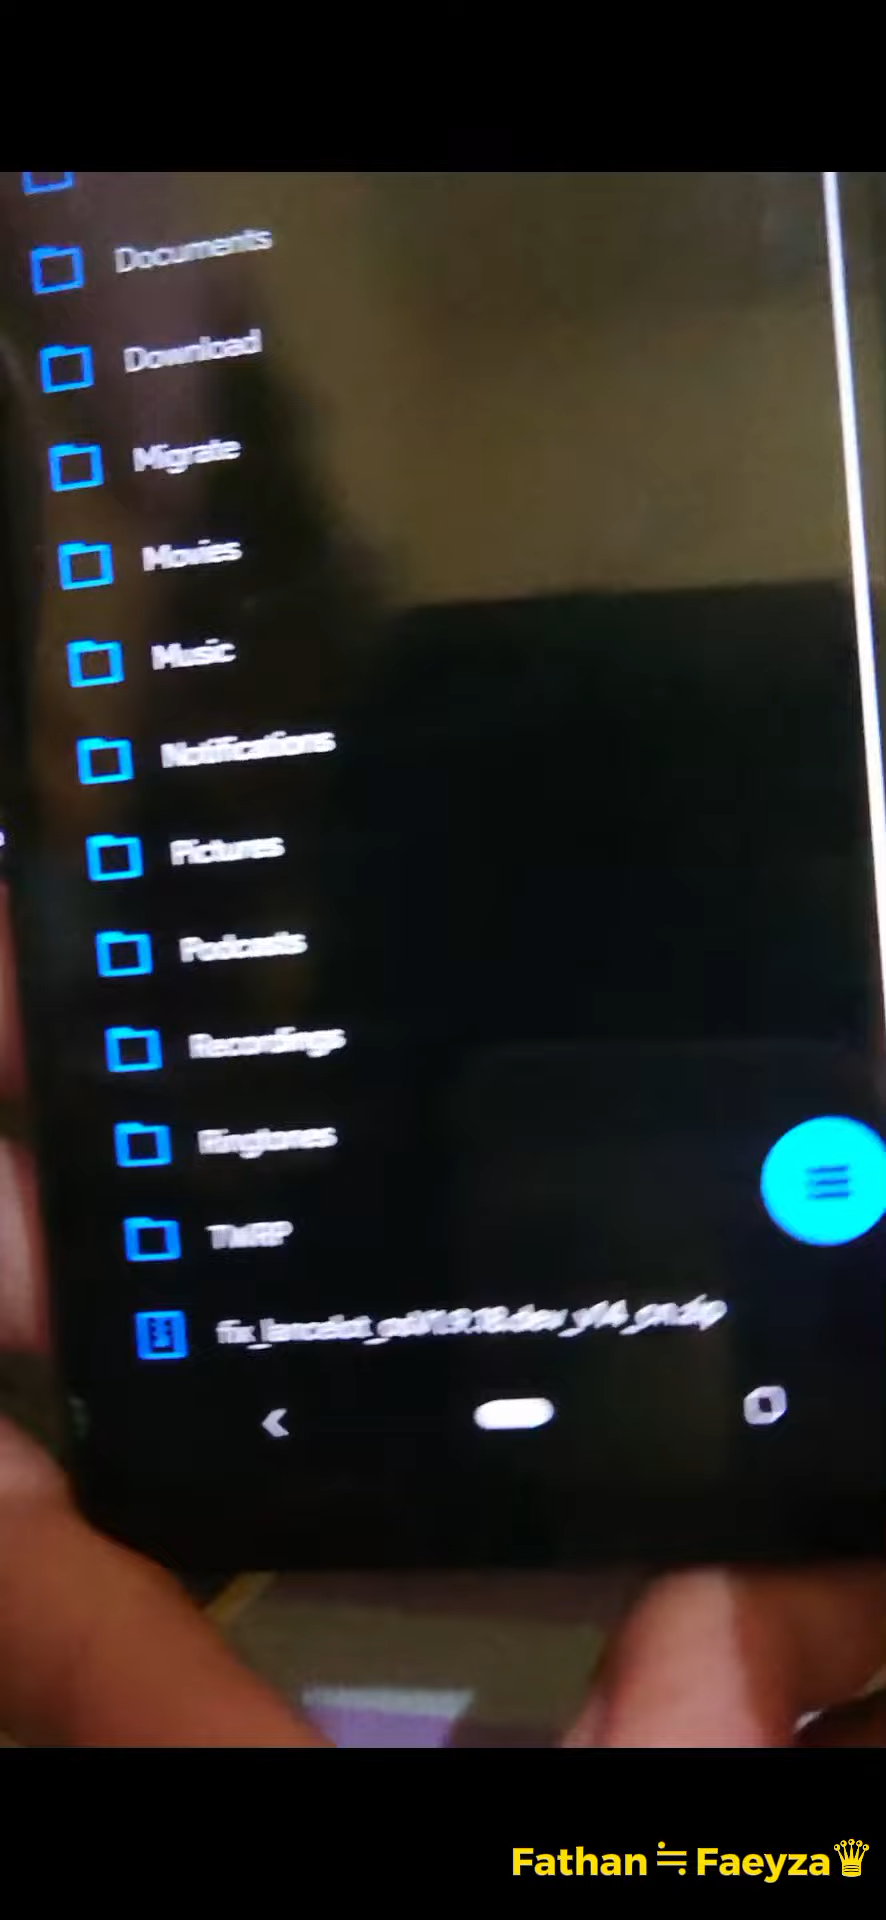 Documents
Download
Migrate
Movies
Music
Notifications
Pictures
Podcasts
Recordings
Ringtones
TWRP
Fathan ≒ Faeyza♛